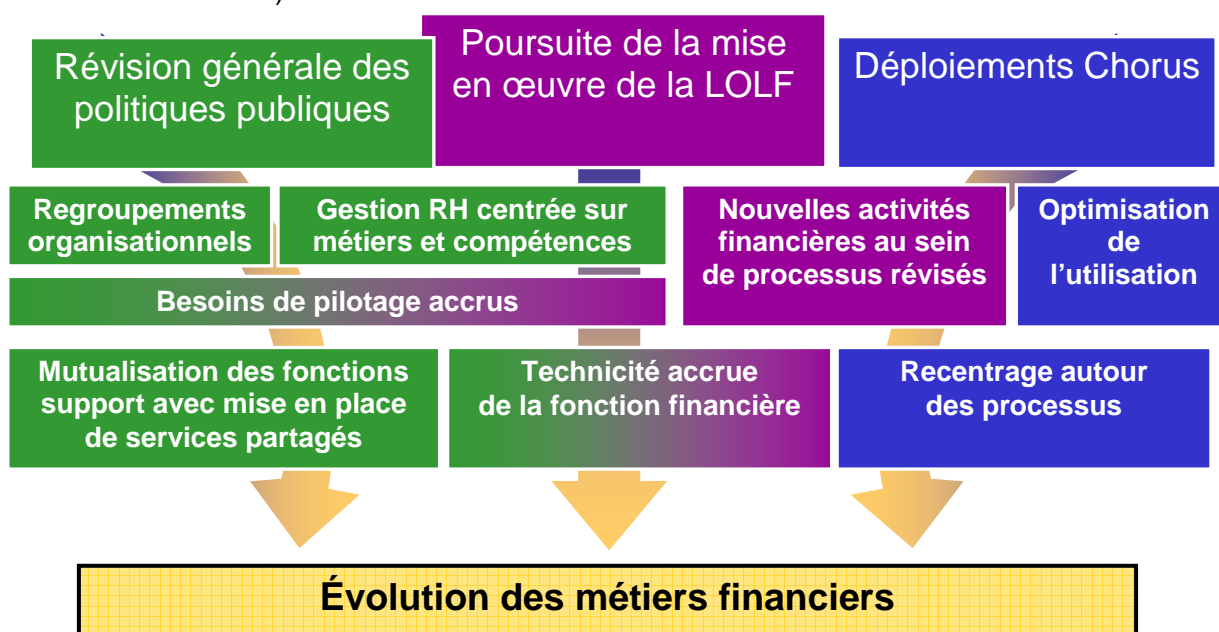 Révision générale des
politiques publiques
Poursuite de la mise
en œuvre de la LOLF
Déploiements Chorus
Regroupements
organisationnels
Gestion RH centrée sur
métiers et compétences
Nouvelles activités
financières au sein
de processus révisés
Optimisation
de
l’utilisation
Besoins de pilotage accrus
Mutualisation des fonctions
support avec mise en place
de services partagés
Technicité accrue
de la fonction financière
Recentrage autour
des processus
Évolution des métiers financiers